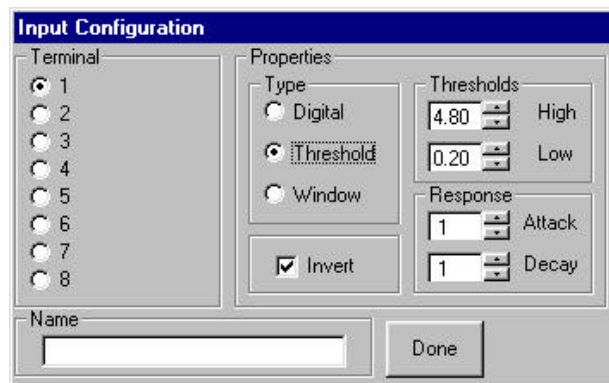 Input Configuration
Terminal
1
2
3
4
5
6
7
8
Properties
Type
Digital
Threshold
Window
Invert
Thresholds
4.80 High
0.20 Low
Response
1 Attack
1 Decay
Name
Done